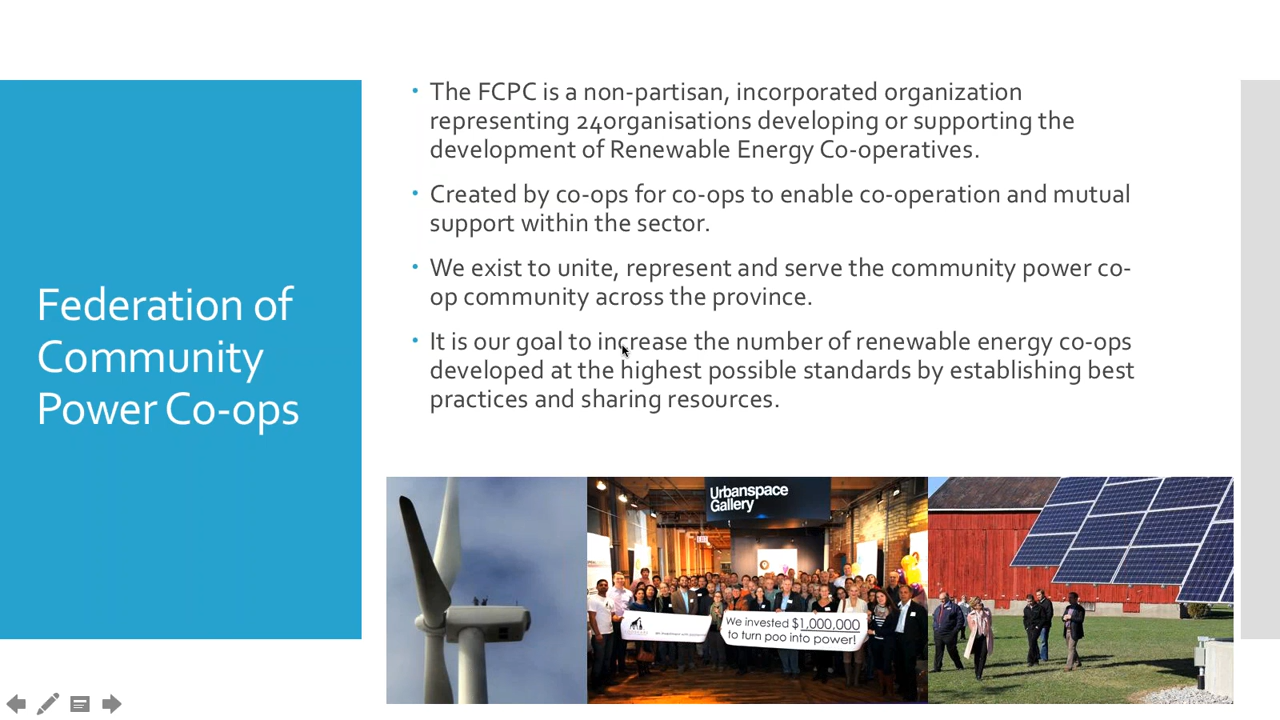 Federation of
Community
Power Co-ops
• The FCPC is a non-partisan, incorporated organization
representing 24organisations developing or supporting the
development of Renewable Energy Co-operatives.
• Created by co-ops for co-ops to enable co-operation and mutual
support within the sector.
• We exist to unite, represent and serve the community power co-
op community across the province.
• It is our goal to increase the number of renewable energy co-ops
developed at the highest possible standards by establishing best
practices and sharing resources.
Urbanspace
Gallery
We invested $1,000,000
to turn poo into power!